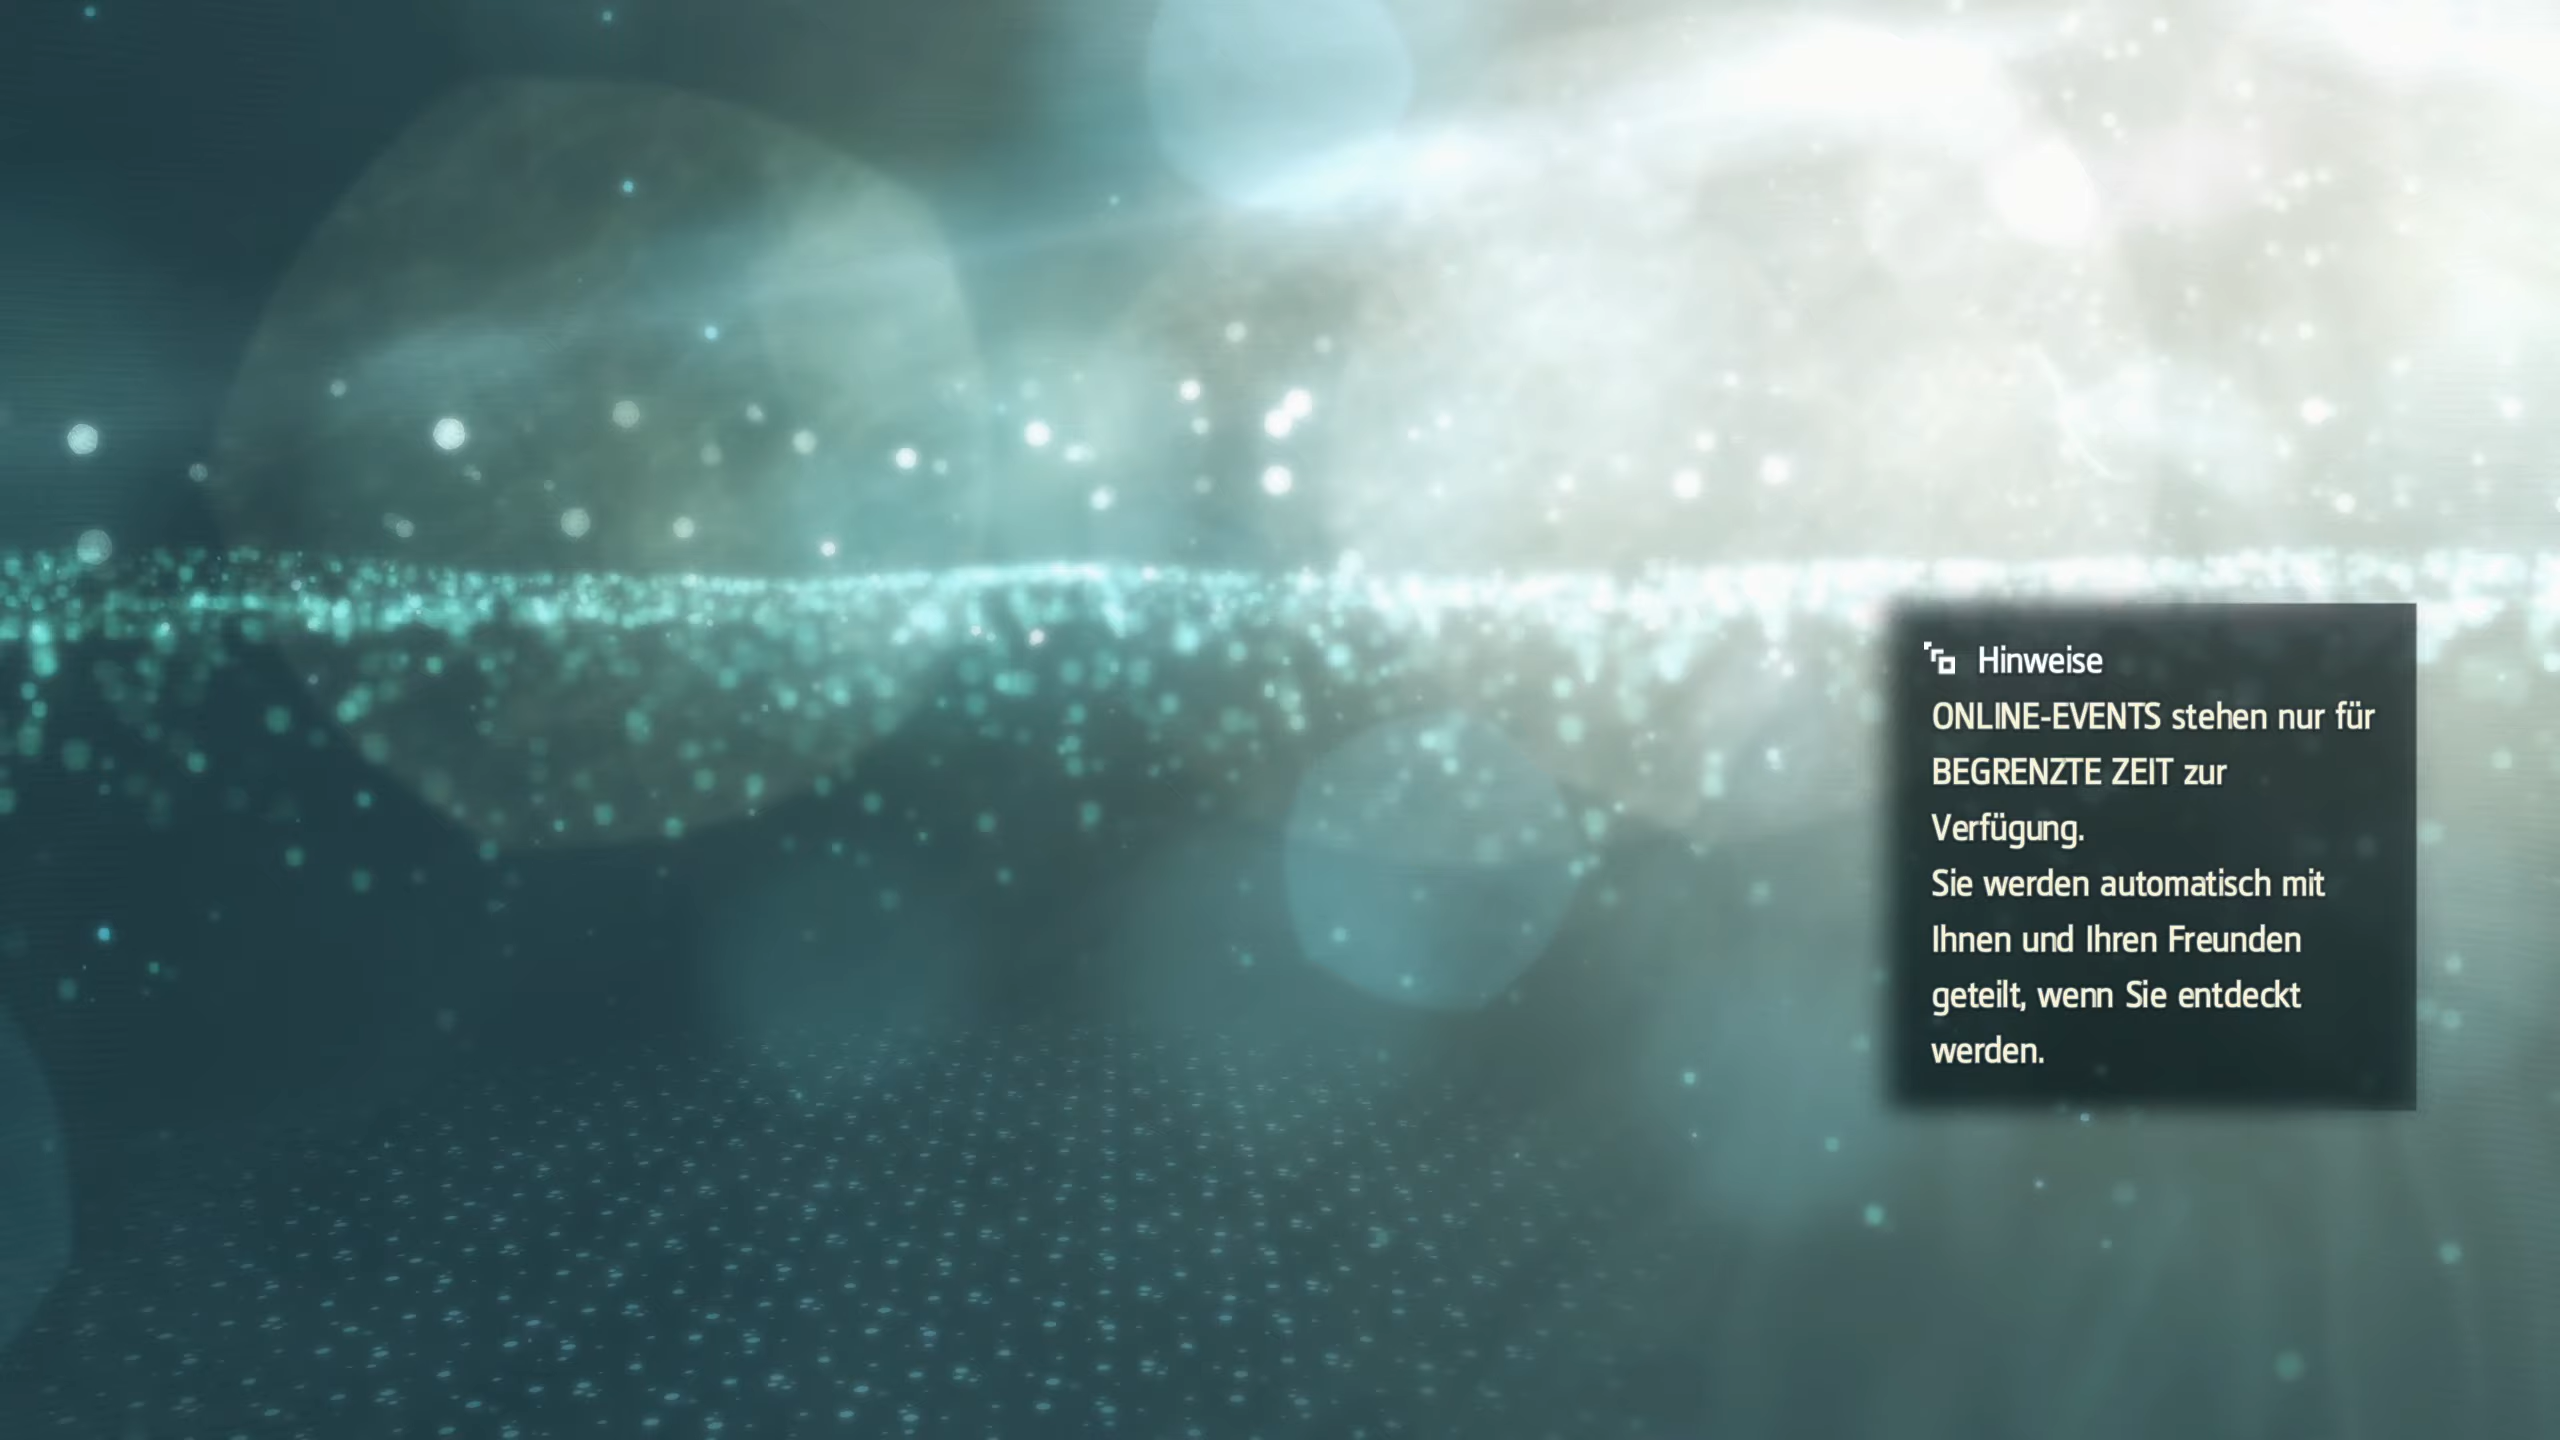 Hinweise
ONLINE-EVENTS stehen nur für
BEGRENZTE ZEIT zur
Verfügung.
Sie werden automatisch mit
Ihnen und Ihren Freunden
geteilt, wenn Sie entdeckt
werden.